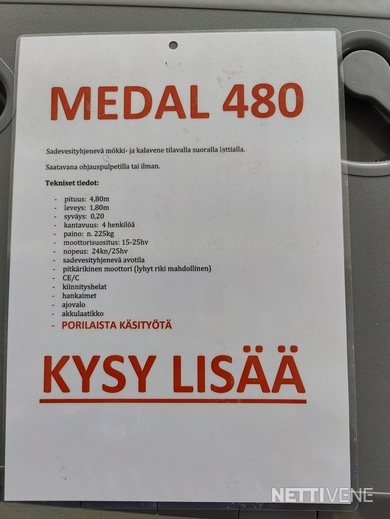 MEDAL 480
Sadevesityhjenevä mökki- ja kalavene tilavalla suoralla lattialla.
Saatavana ohjauspulpetilla tai ilman.
Tekniset tiedot:
- pituus: 4,80m
- leveys: 1,80m
- syväys: 0,20
- kantavuus: 4 henkilöä
- paino: n. 225kg
- moottorisuositus: 15-25hv
- nopeus: 24kn/25hv
- sadevesityhjenevä avotila
- pitkärikinen moottori (lyhyt riki mahdollinen)
- CE/C
- kiinnityshelat
- hankaimet
- ajovalo
- akkulaatikko
- PORILAISTA KÄSITYÖTÄ
KYSY LISÄÄ
NETTIVENE